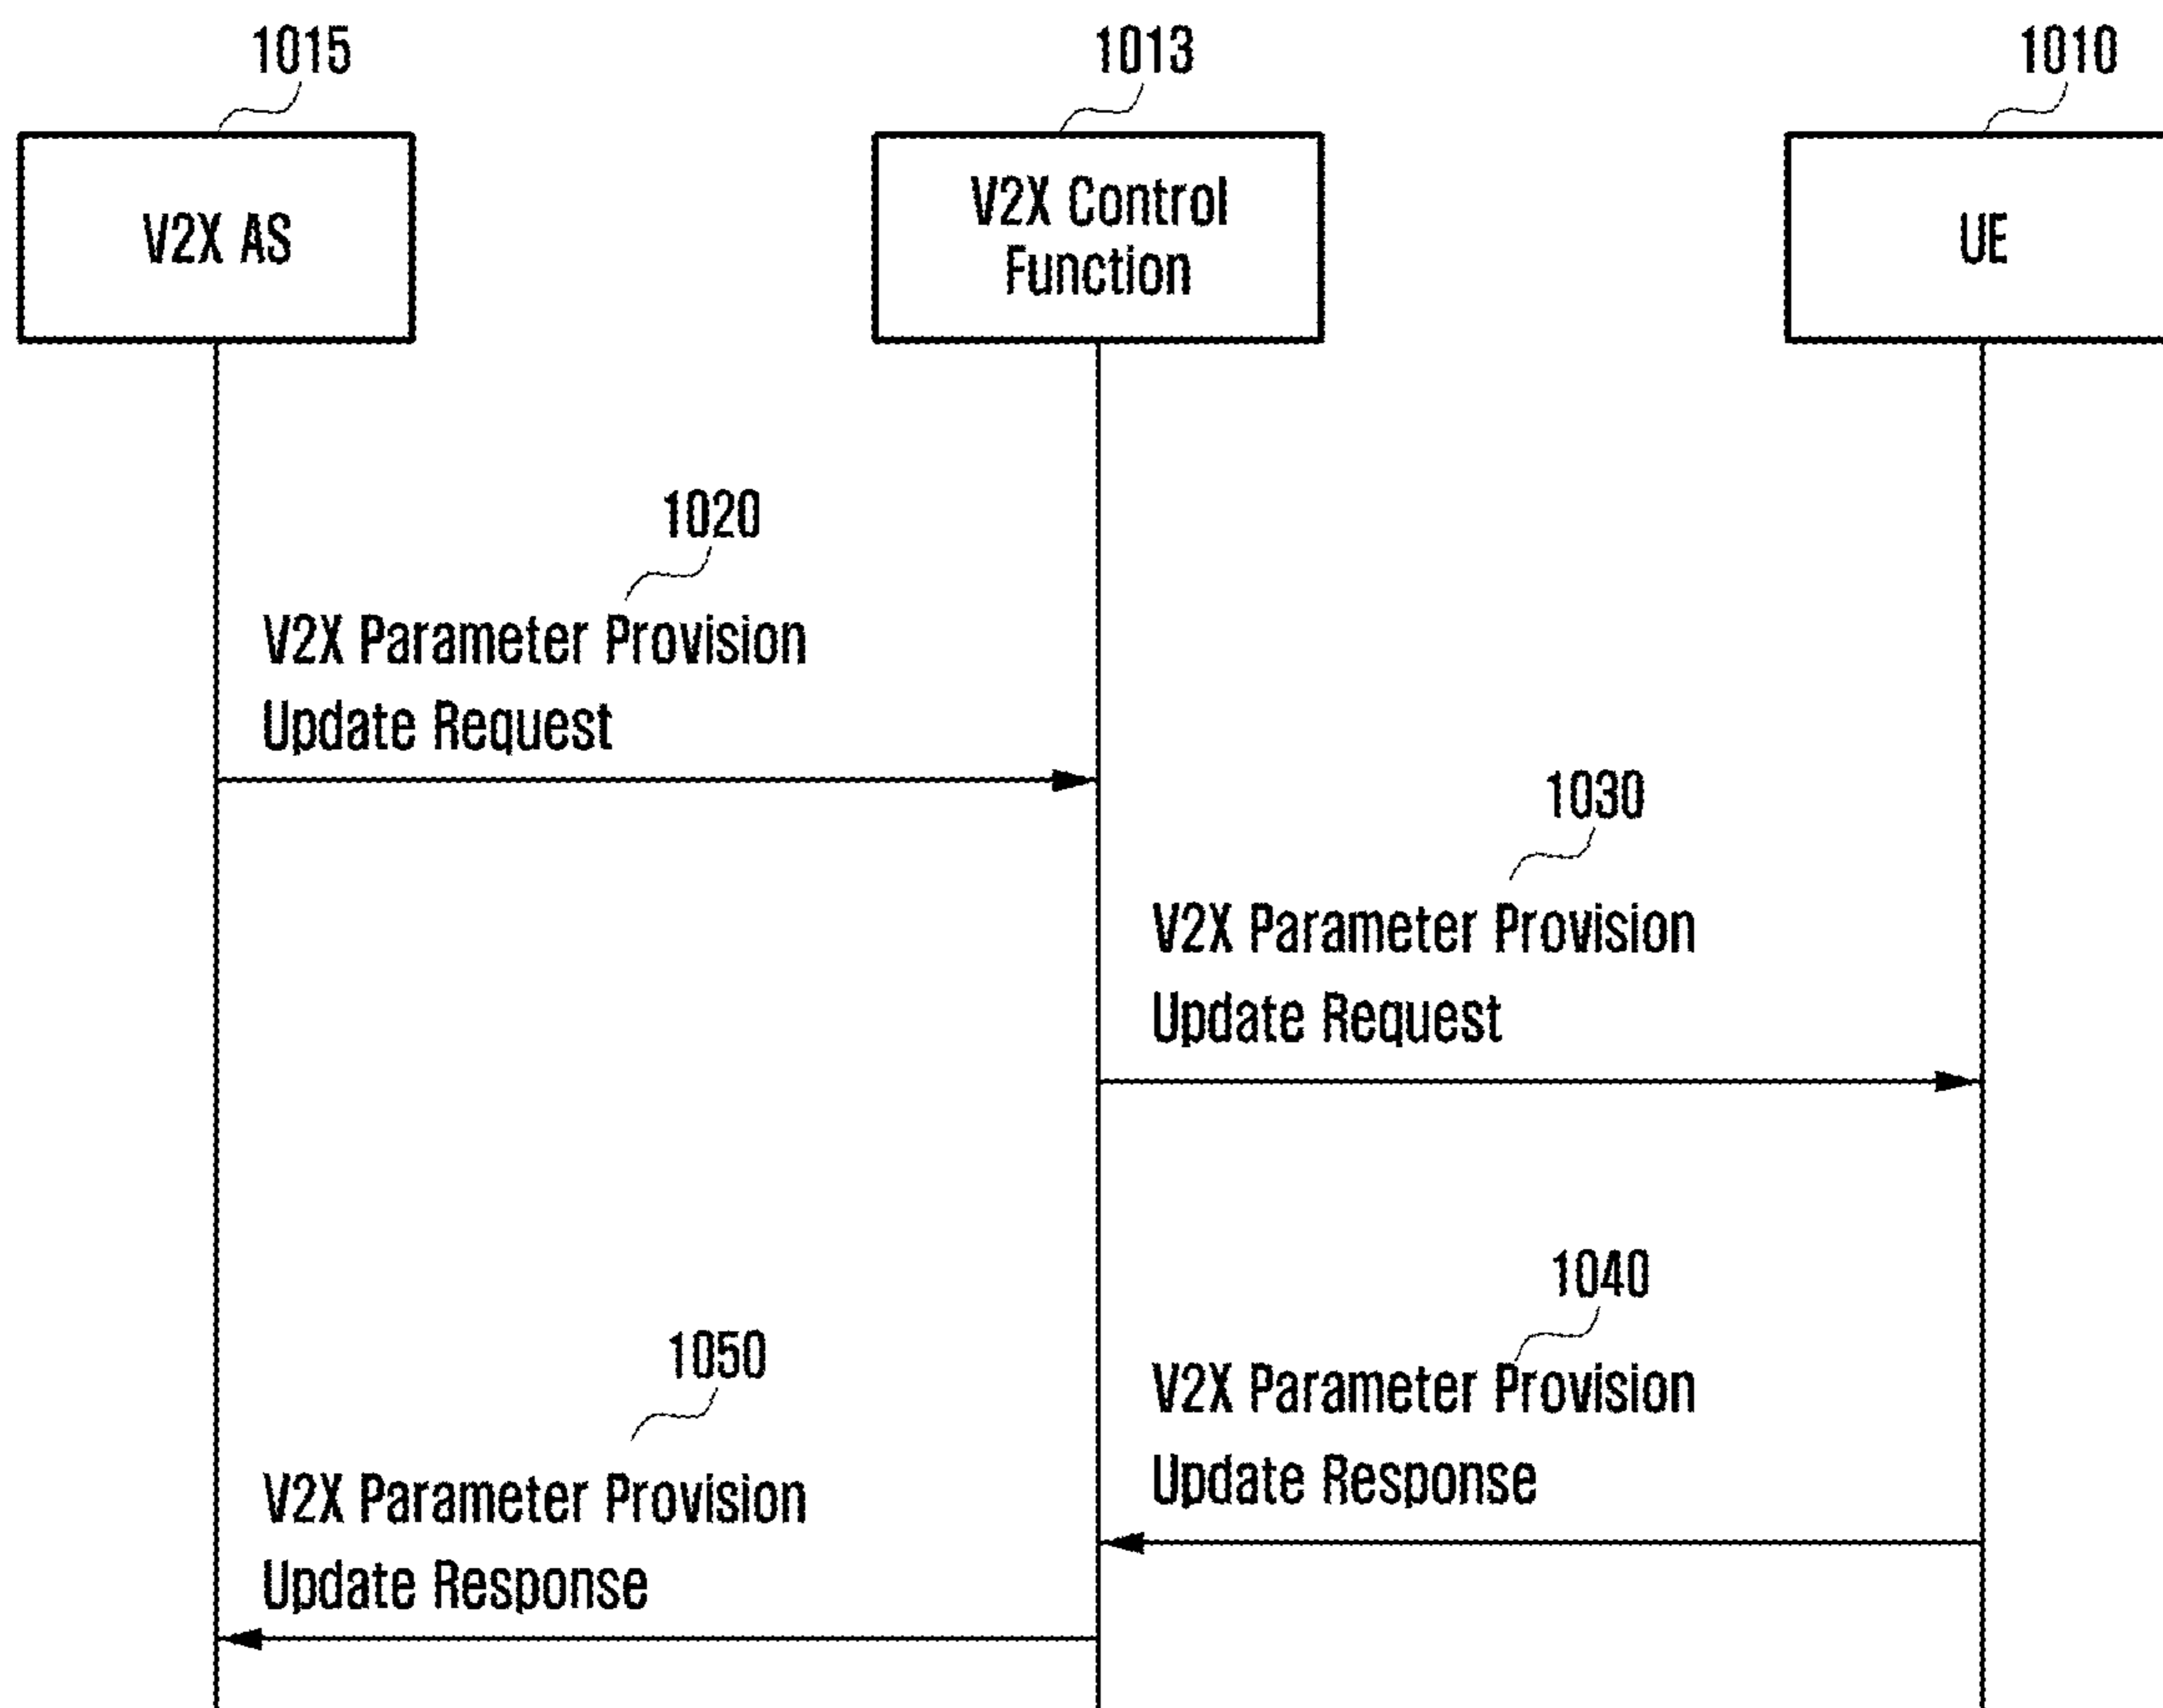 1015
1013
1010
V2X AS
V2X Control
Function
UE
1020
V2X Parameter Provision
Update Request
1030
V2X Parameter Provision
Update Request
1040
V2X Parameter Provision
Update Response
1050
V2X Parameter Provision
Update Response